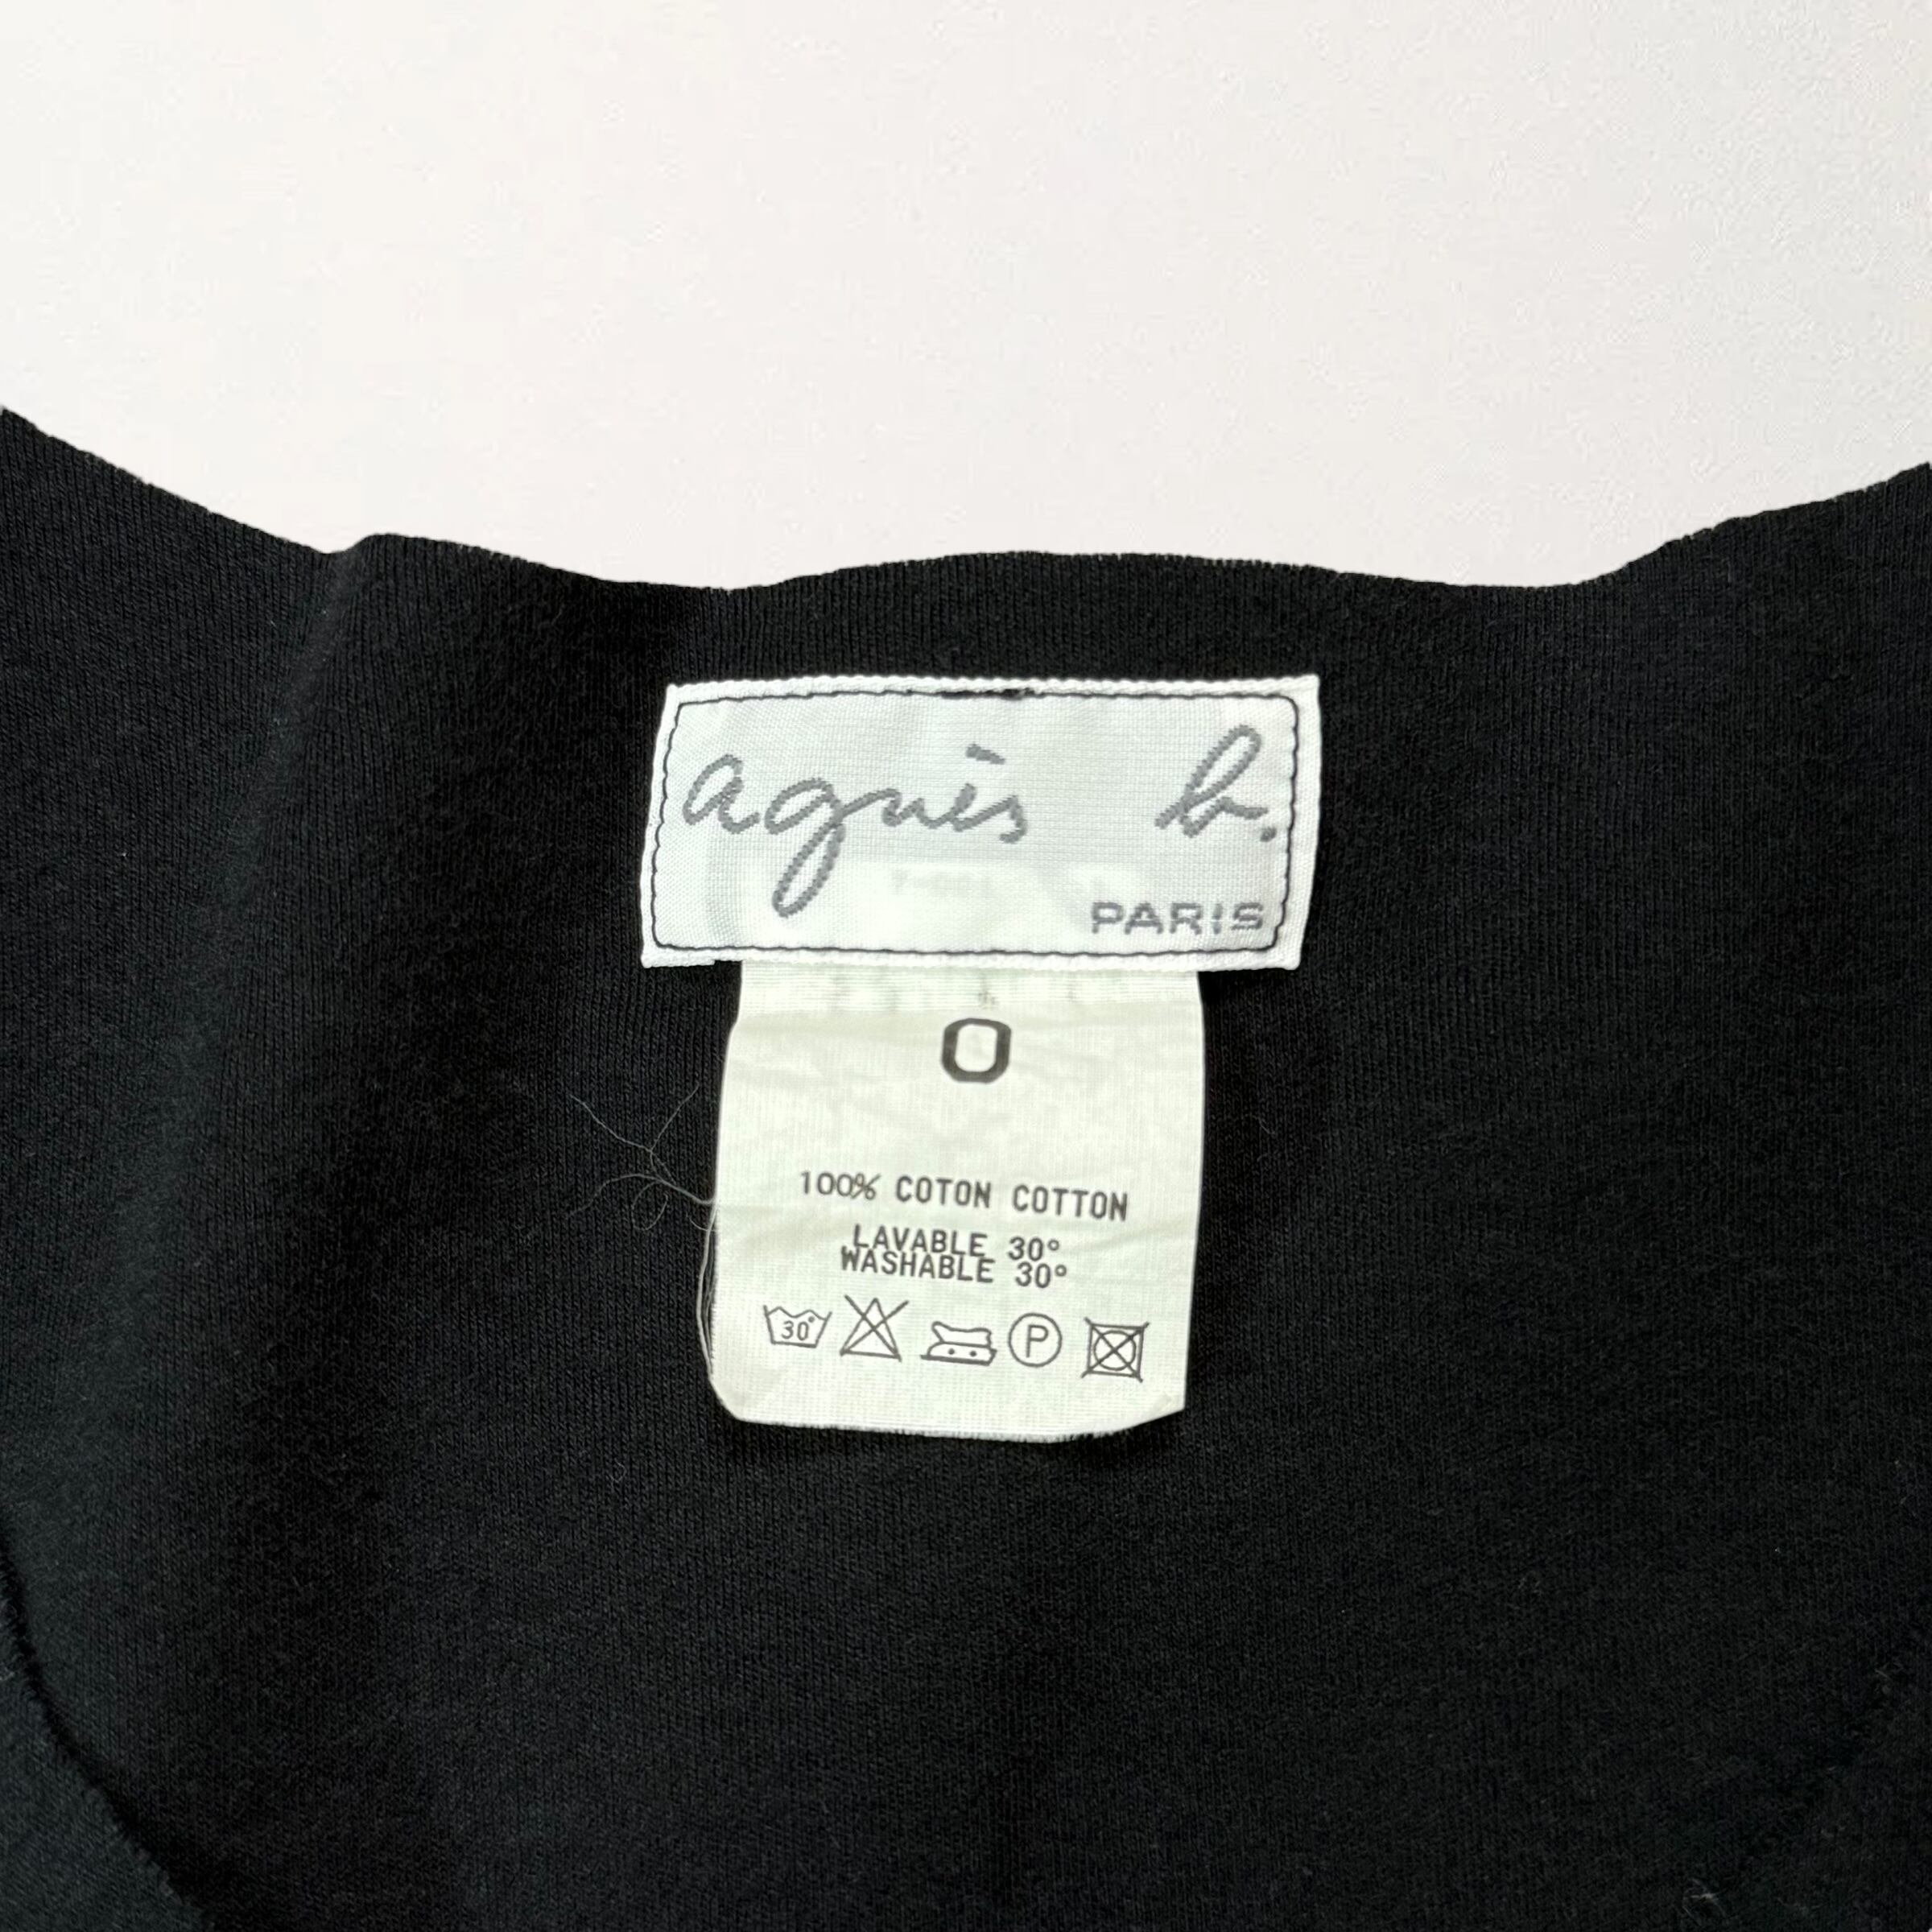 agnès b.
PARIS
0
100% COTON COTTON
LAVABLE 30°
WASHABLE 30°
30° P